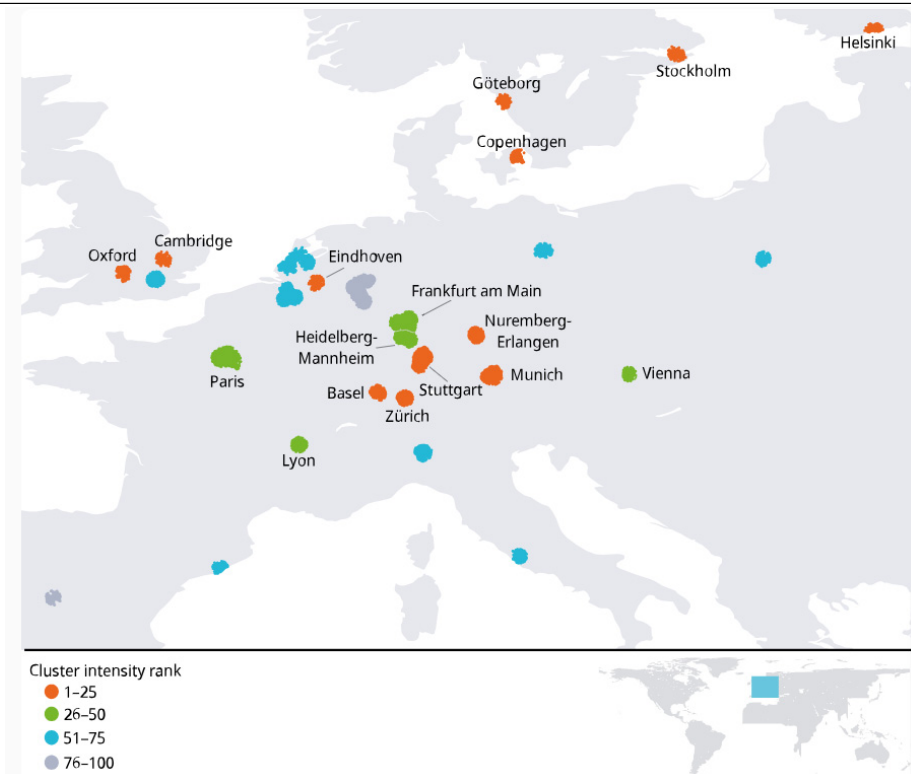 Helsinki
Stockholm
Göteborg
Copenhagen
Cambridge
Oxford
Eindhoven
Frankfurt am Main
Nuremberg-
Erlangen
Heidelberg-
Mannheim
Paris
Munich
Vienna
Stuttgart
Basel
Zürich
Lyon
Cluster intensity rank
1–25
26–50
51–75
76–100